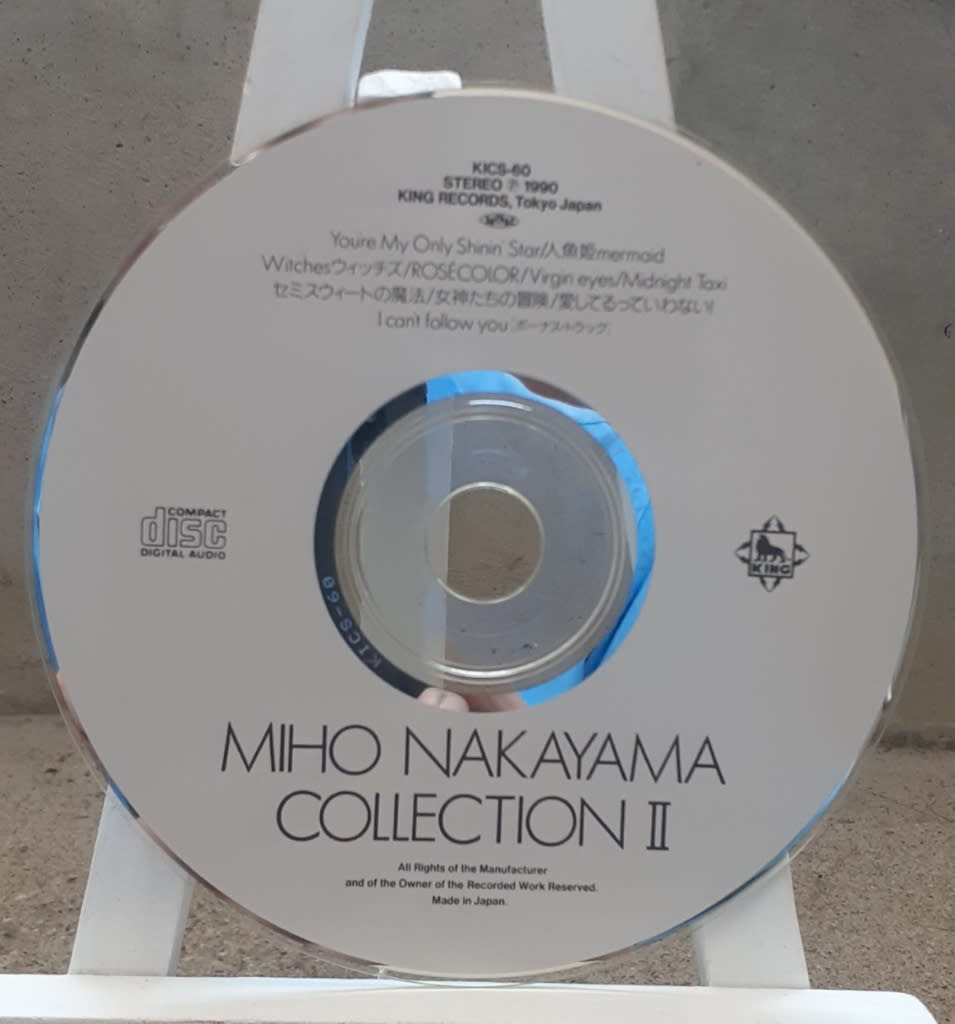 KICS-60
STEREO Ⓟ 1990
KING RECORDS, Tokyo Japan
You're My Only Shinin' Star/人魚姫mermaid
Witchesウィッチズ/ROSÉCOLOR/Virgin eyes/Midnight Taxi
セミスウィートの魔法/女神たちの冒険/愛してるっていわない!
I can't follow you [ボーナストラック]
COMPACT
disc
DIGITAL AUDIO
KING
KICS-60
MIHO NAKAYAMA
COLLECTION II
All Rights of the Manufacturer
and of the Owner of the Recorded Work Reserved.
Made in Japan.